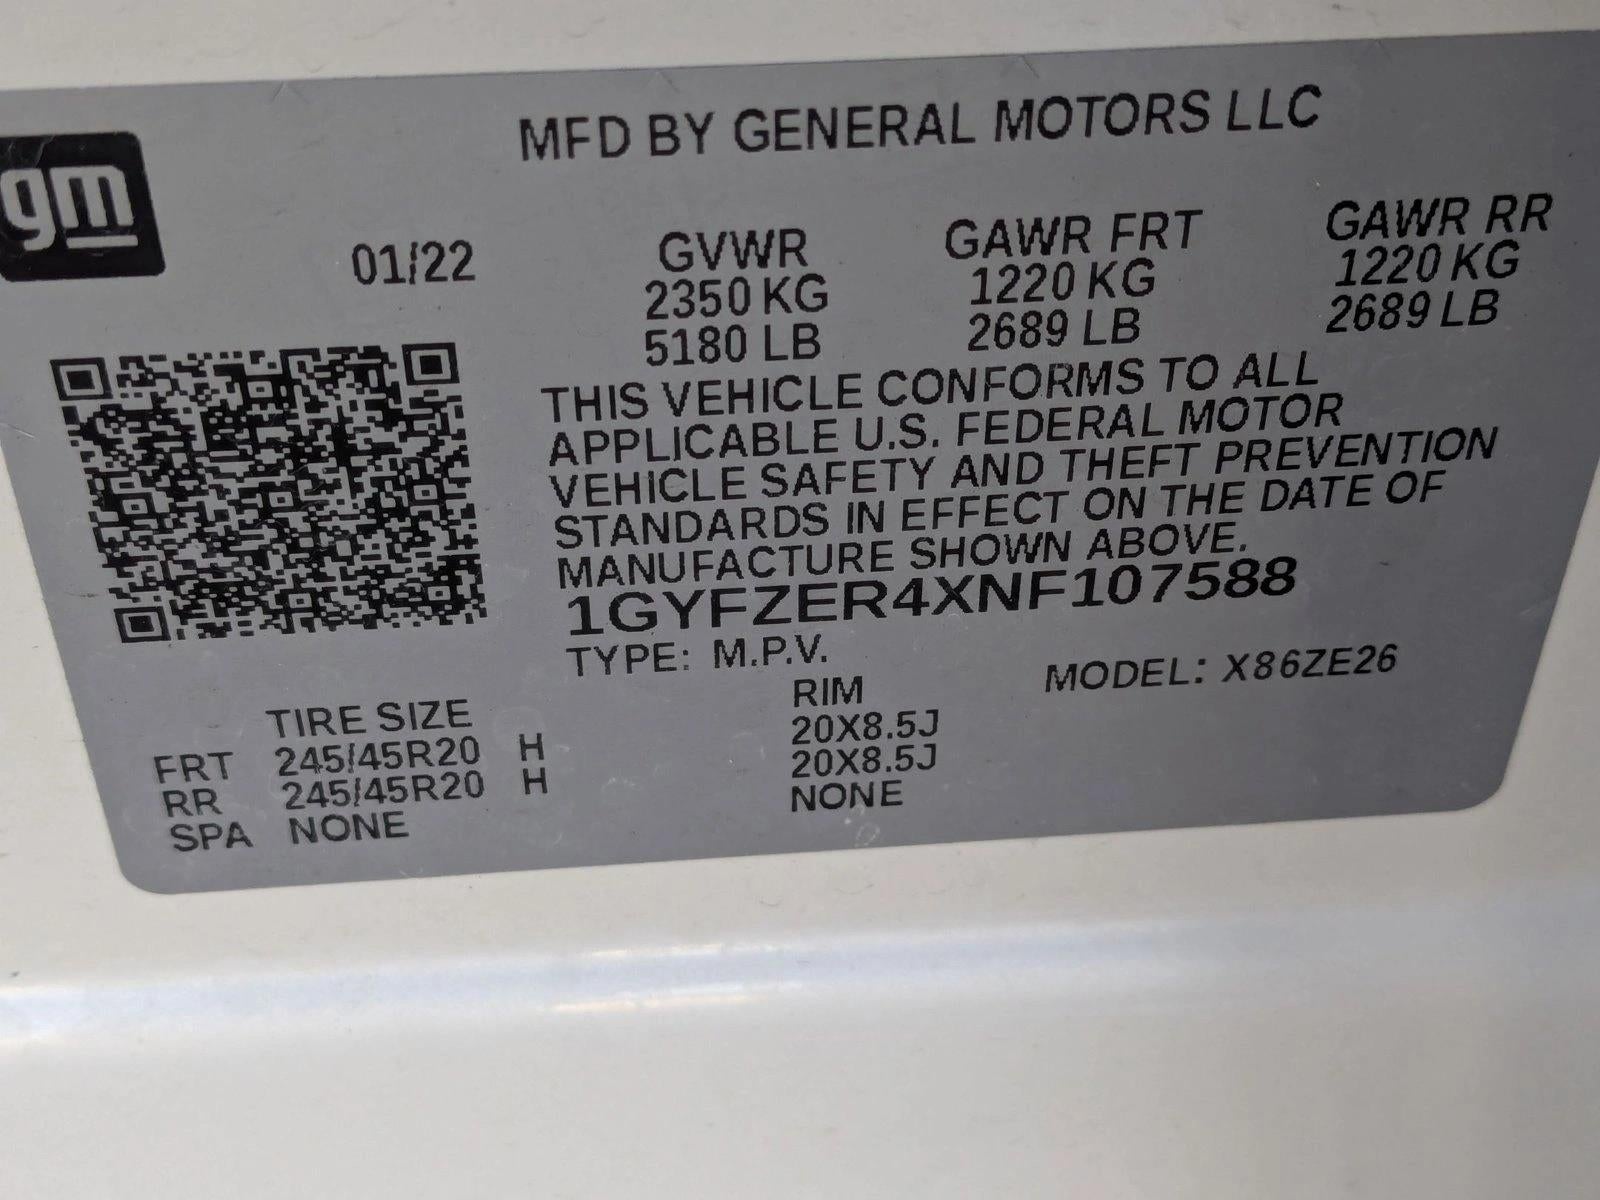 gm
MFD BY GENERAL MOTORS LLC
01/22
GVWR
2350 KG
5180 LB
GAWR FRT
1220 KG
2689 LB
GAWR RR
1220 KG
2689 LB
THIS VEHICLE CONFORMS TO ALL
APPLICABLE U.S. FEDERAL MOTOR
VEHICLE SAFETY AND THEFT PREVENTION
STANDARDS IN EFFECT ON THE DATE OF
MANUFACTURE SHOWN ABOVE.
1GYFZER4XNF107588
TYPE: M.P.V.
MODEL: X86ZE26
TIRE SIZE
RIM
FRT 245/45R20 H 20X8.5J
RR 245/45R20 H 20X8.5J
SPA NONE NONE